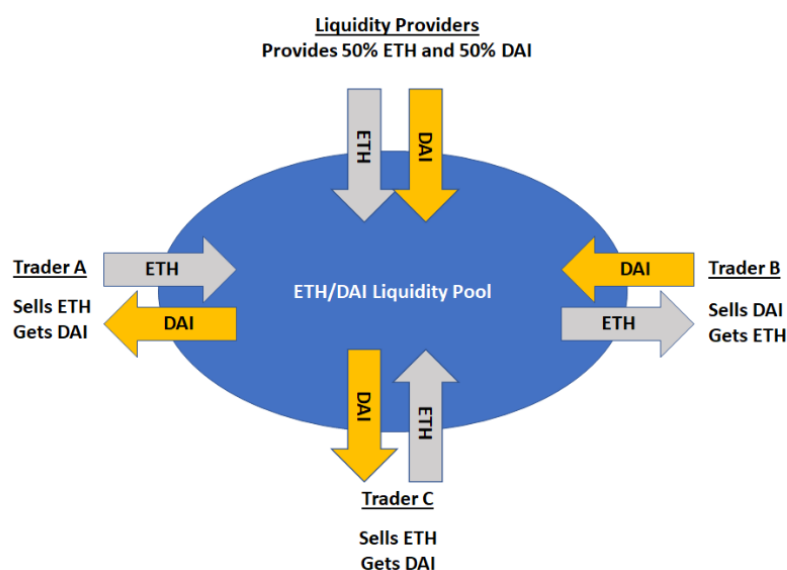 Liquidity Providers
Provides 50% ETH and 50% DAI
ETH
DAI
Trader A
ETH
Sells ETH
Gets DAI
DAI
ETH/DAI Liquidity Pool
DAI
Trader B
ETH
Sells DAI
Gets ETH
DAI
ETH
Trader C
Sells ETH
Gets DAI